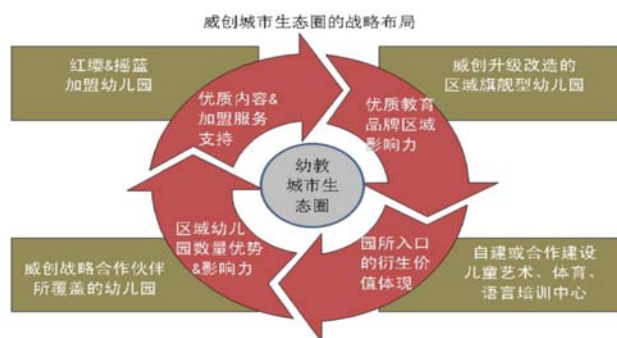 威创城市生态圈的战略布局
红缨&摇篮
加盟幼儿园
威创升级改造的
区域旗舰型幼儿园
优质内容&
加盟服务
支持
优质教育
品牌区域
影响力
幼教
城市生
态圈
区域幼儿
园数量优势
&影响力
园所入口
的衍生价
值体现
威创战略合作伙伴
所覆盖的幼儿园
自建或合作建设
儿童艺术、体育、
语言培训中心